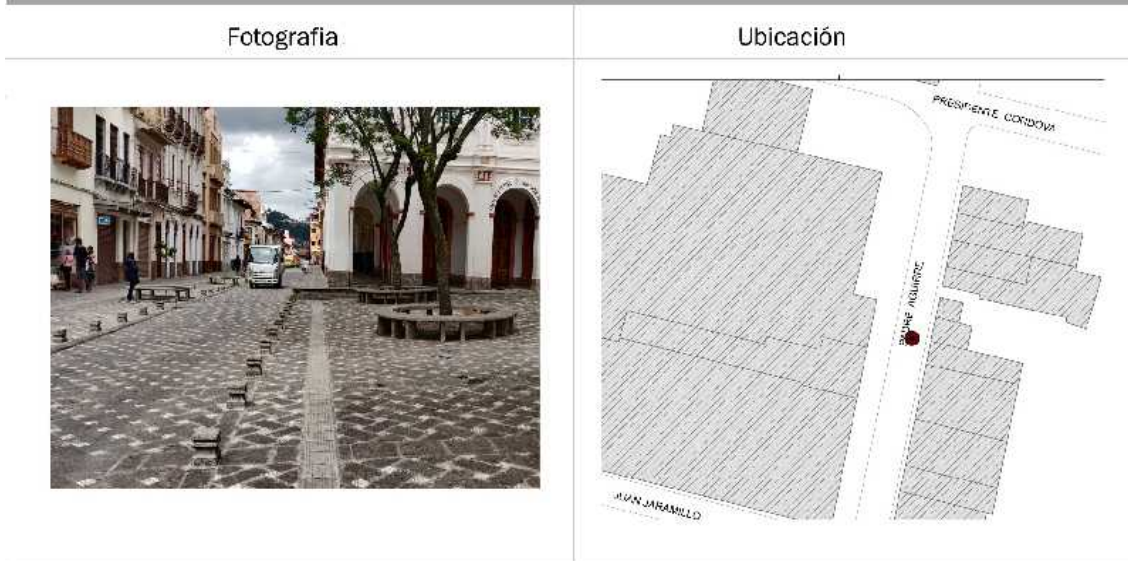 Fotografia
Ubicación
PRESIDENTE CORDOVA
PADRE AGUIRRE
JUAN JARAMILLO